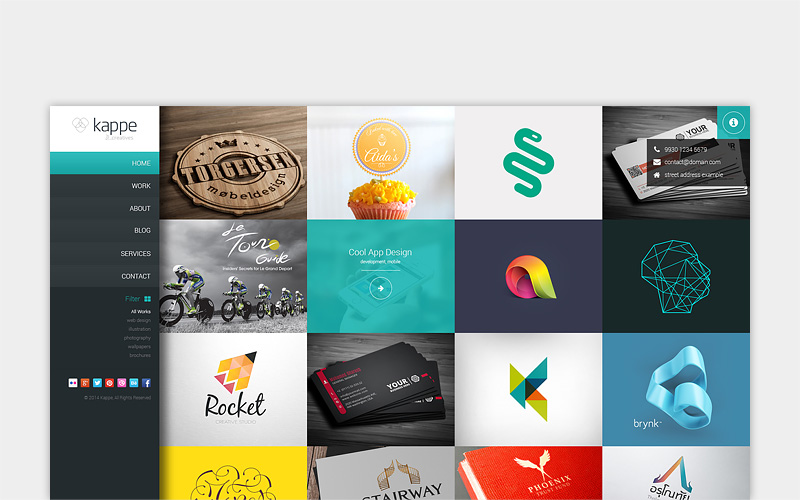 kappe
HOME
WORK
ABOUT
BLOG
SERVICES
CONTACT
Filter
All Works
web design
illustration
photography
wallpapers
brochures
© 2014 Kappe, All Rights Reserved
TORGERSEN
møbeldesign
Aida's
YOUR
9930 1234 5679
contact@domain.com
street address example
Le
Tour
Guide
Insiders' Secrets for Le Grand Depart
Cool App Design
development, mobile
Rocket
CREATIVE STUDIO
YOUR
brynk
STAIRWAY
PHOENIX
TRUST FUND